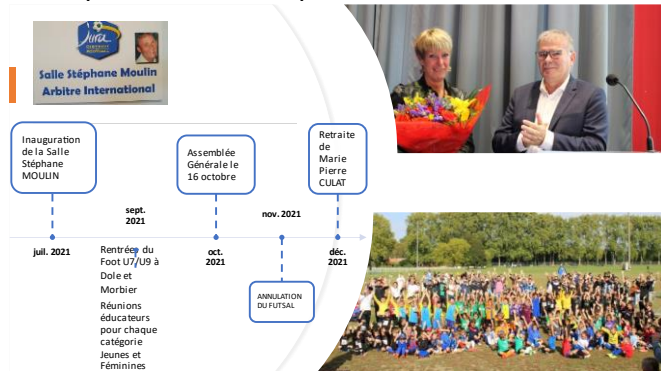 Jura
Salle Stéphane Moulin
Arbitre International
Inauguration
de la Salle
Stéphane
MOULIN
Assemblée
Générale le
16 octobre
Retraite
de
Marie
Pierre
CULAT
sept.
2021
nov. 2021
juil. 2021
Rentrées du
Foot U7/U9 à
Dole et
Morbier
Réunions
éducateurs
pour chaque
catégorie
Jeunes et
Féminines
oct.
2021
déc.
2021
ANNULATION
DU FUTSAL